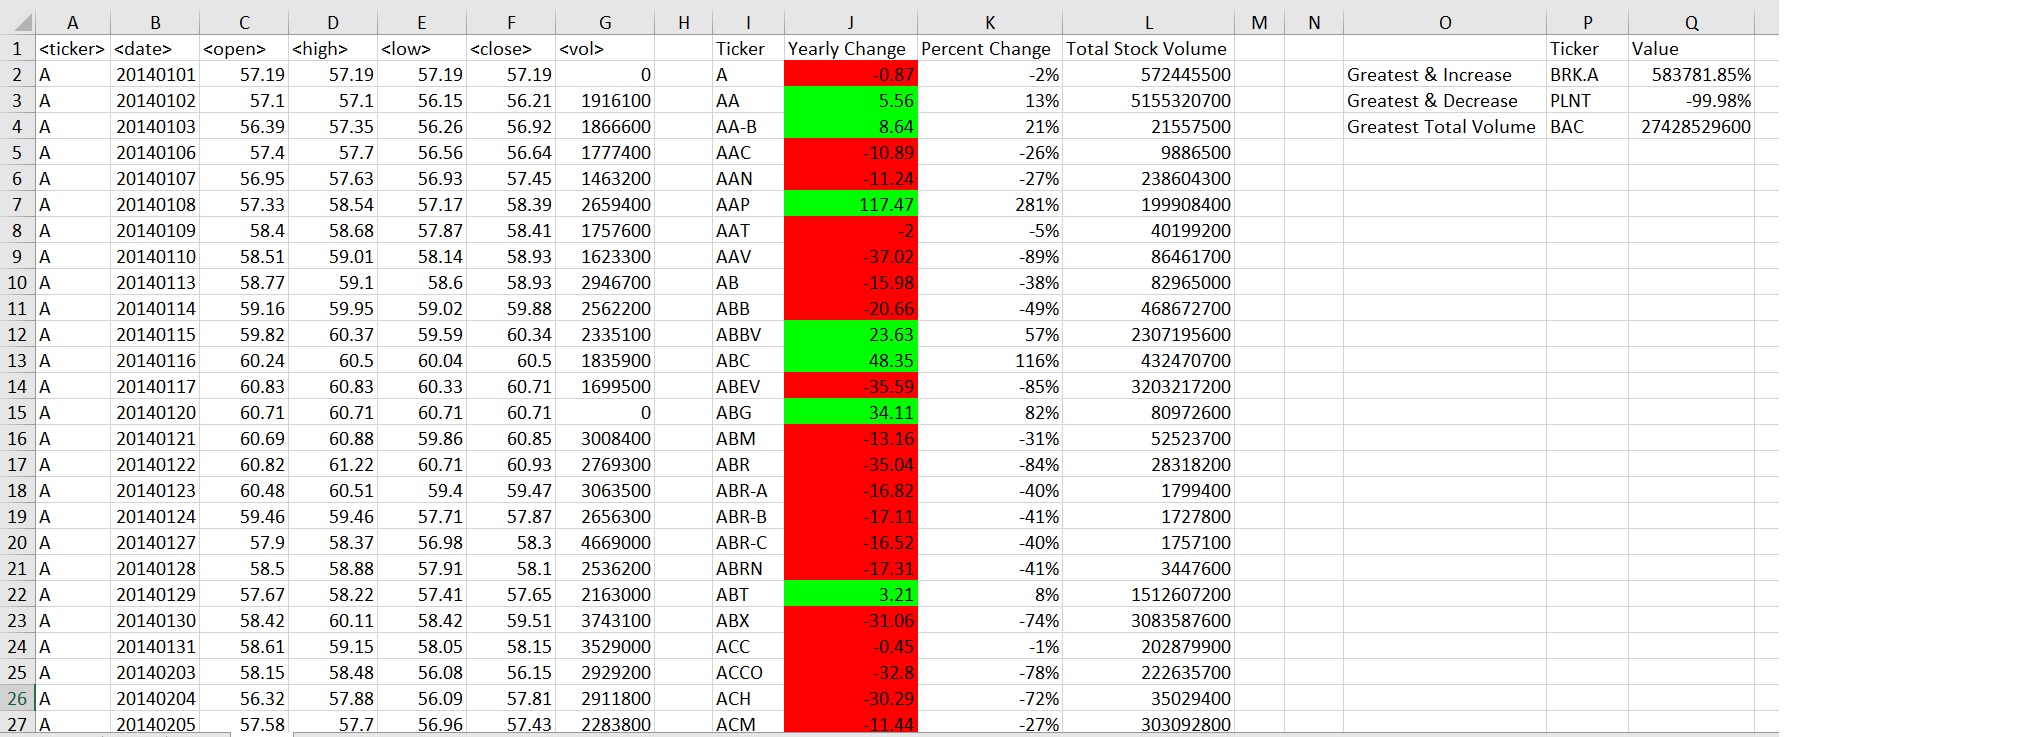 A B C D E F G H I J K L M N O P Q
1 <ticker> <date> <open> <high> <low> <close> <vol> Ticker Yearly Change Percent Change Total Stock Volume Ticker Value
2 A 20140101 57.19 57.19 57.19 57.19 0 A -0.87 -2% 572445500 Greatest & Increase BRK.A 583781.85%
3 A 20140102 57.1 57.1 56.15 56.21 1916100 AA 5.56 13% 5155320700 Greatest & Decrease PLNT -99.98%
4 A 20140103 56.39 57.35 56.26 56.92 1866600 AA-B 8.64 21% 21557500 Greatest Total Volume BAC 27428529600
5 A 20140106 57.4 57.7 56.56 56.64 1777400 AAC -10.89 -26% 9886500
6 A 20140107 56.95 57.63 56.93 57.45 1463200 AAN -11.24 -27% 238604300
7 A 20140108 57.33 58.54 57.17 58.39 2659400 AAP 117.47 281% 199908400
8 A 20140109 58.4 58.68 57.87 58.41 1757600 AAT -2 -5% 40199200
9 A 20140110 58.51 59.01 58.14 58.93 1623300 AAV -37.02 -89% 86461700
10 A 20140113 58.77 59.1 58.6 58.93 2946700 AB -15.98 -38% 82965000
11 A 20140114 59.16 59.95 59.02 59.88 2562200 ABB -20.66 -49% 468672700
12 A 20140115 59.82 60.37 59.59 60.34 2335100 ABBV 23.63 57% 2307195600
13 A 20140116 60.24 60.5 60.04 60.5 1835900 ABC 48.35 116% 432470700
14 A 20140117 60.83 60.83 60.33 60.71 1699500 ABEV -35.59 -85% 3203217200
15 A 20140120 60.71 60.71 60.71 60.71 0 ABG 34.11 82% 80972600
16 A 20140121 60.69 60.88 59.86 60.85 3008400 ABM -13.16 -31% 52523700
17 A 20140122 60.82 61.22 60.71 60.93 2769300 ABR -35.04 -84% 28318200
18 A 20140123 60.48 60.51 59.4 59.47 3063500 ABR-A -16.82 -40% 1799400
19 A 20140124 59.46 59.46 57.71 57.87 2656300 ABR-B -17.11 -41% 1727800
20 A 20140127 57.9 58.37 56.98 58.3 4669000 ABR-C -16.52 -40% 1757100
21 A 20140128 58.5 58.88 57.91 58.1 2536200 ABRN -17.31 -41% 3447600
22 A 20140129 57.67 58.22 57.41 57.65 2163000 ABT 3.21 8% 1512607200
23 A 20140130 58.42 60.11 58.42 59.51 3743100 ABX -31.06 -74% 3083587600
24 A 20140131 58.61 59.15 58.05 58.15 3529000 ACC -0.45 -1% 202879900
25 A 20140203 58.15 58.48 56.08 56.15 2929200 ACCO -32.8 -78% 222635700
26 A 20140204 56.32 57.88 56.09 57.81 2911800 ACH -30.29 -72% 35029400
27 A 20140205 57.58 57.7 56.96 57.43 2283800 ACM -11.44 -27% 303092800